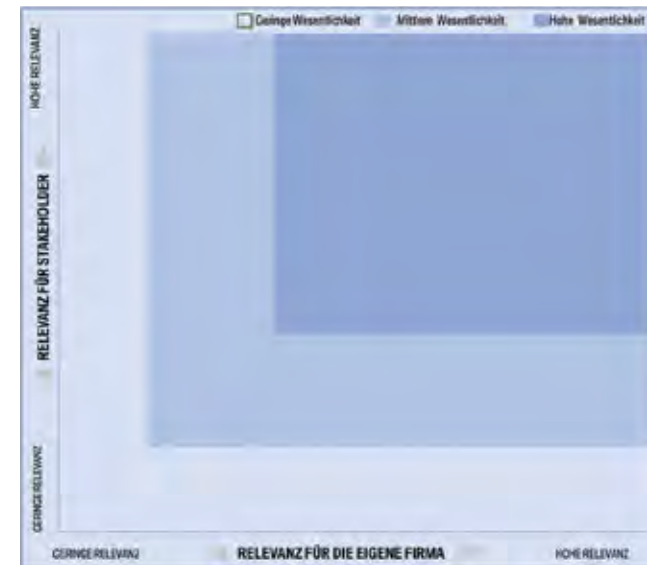 Geringe Wesentlichkeit Mittlere Wesentlichkeit Hohe Wesentlichkeit
HOHE RELEVANZ
RELEVANZ FÜR STAKEHOLDER
GERINGE RELEVANZ
GERINGE RELEVANZ RELEVANZ FÜR DIE EIGENE FIRMA HOHE RELEVANZ